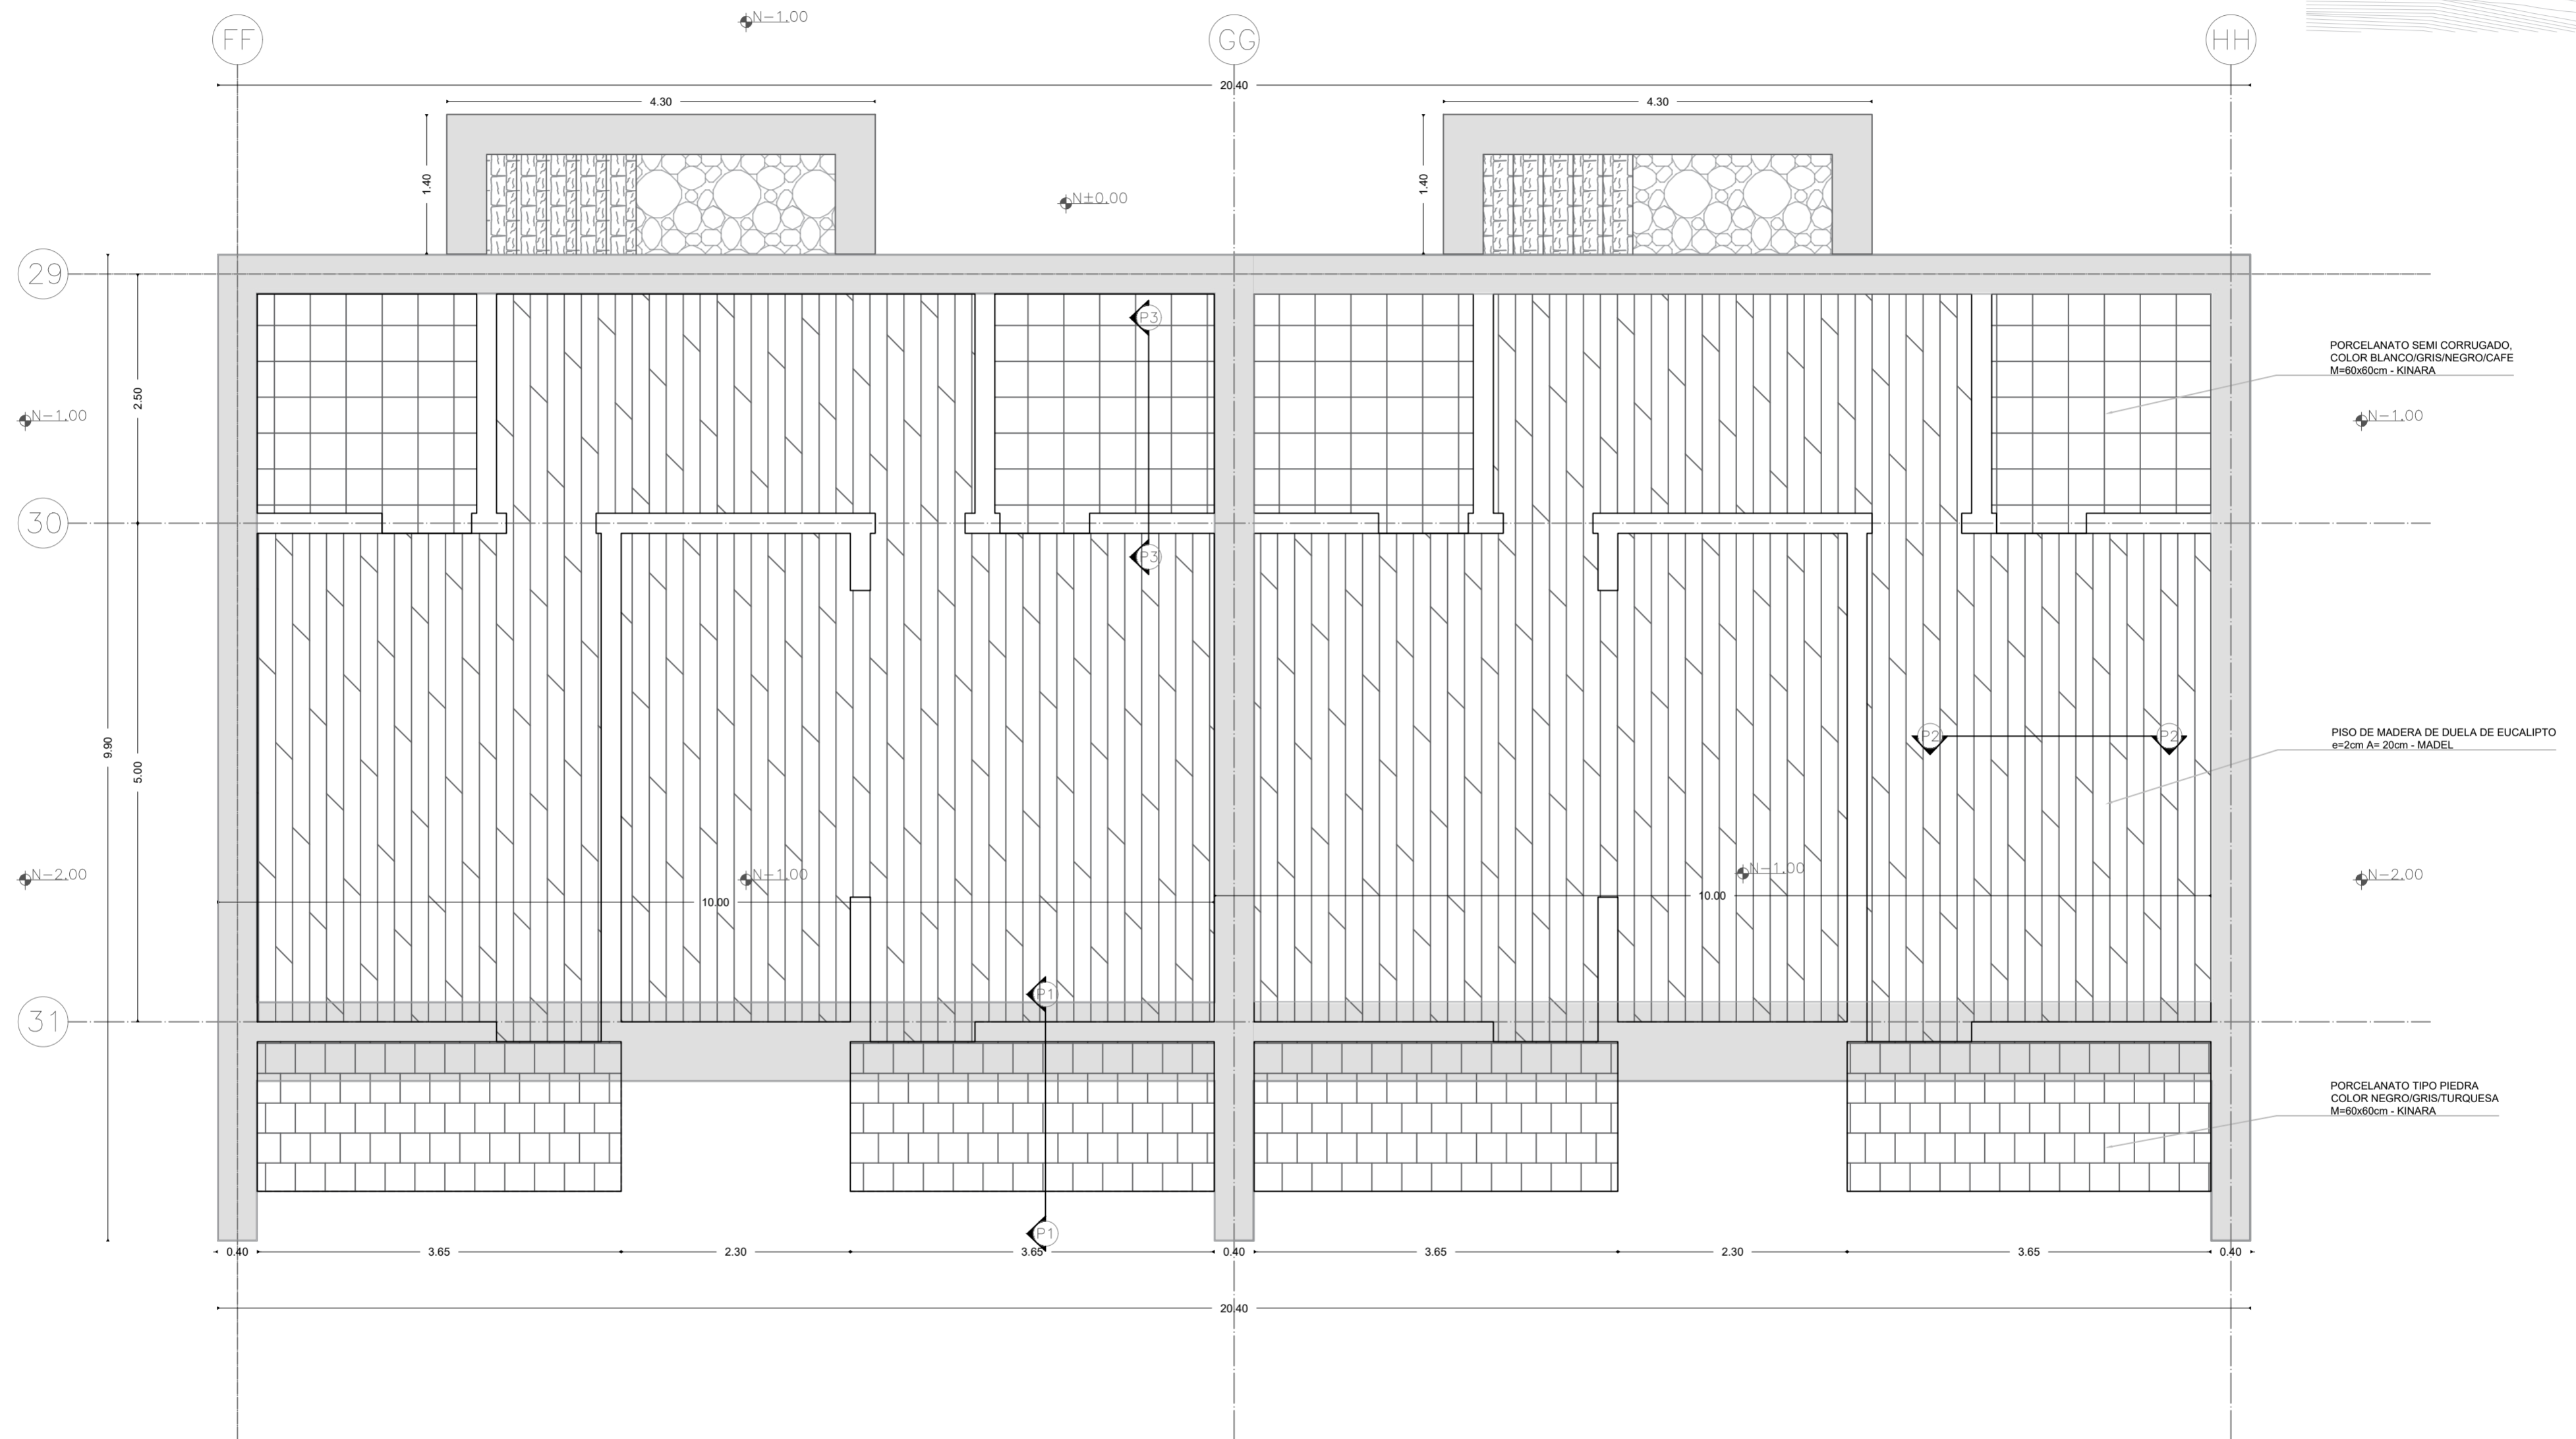 N-1.00
FF
GG
HH
20.40
4.30
4.30
1.40
1.40
N±0.00
29
P3
PORCELANATO SEMI CORRUGADO,
COLOR BLANCO/GRIS/NEGRO/CAFE
M=60x60cm - KINARA
2.50
N-1.00
N-1.00
30
P3
9.90
5.00
P2
P2
PISO DE MADERA DE DUELA DE EUCALIPTO
e=2cm A= 20cm - MADEL
N-2.00
N-1.00
N-1.00
N-2.00
10.00
10.00
P1
31
PORCELANATO TIPO PIEDRA
COLOR NEGRO/GRIS/TURQUESA
M=60x60cm - KINARA
P1
0.40
3.65
2.30
3.65
0.40
3.65
2.30
3.65
0.40
20.40